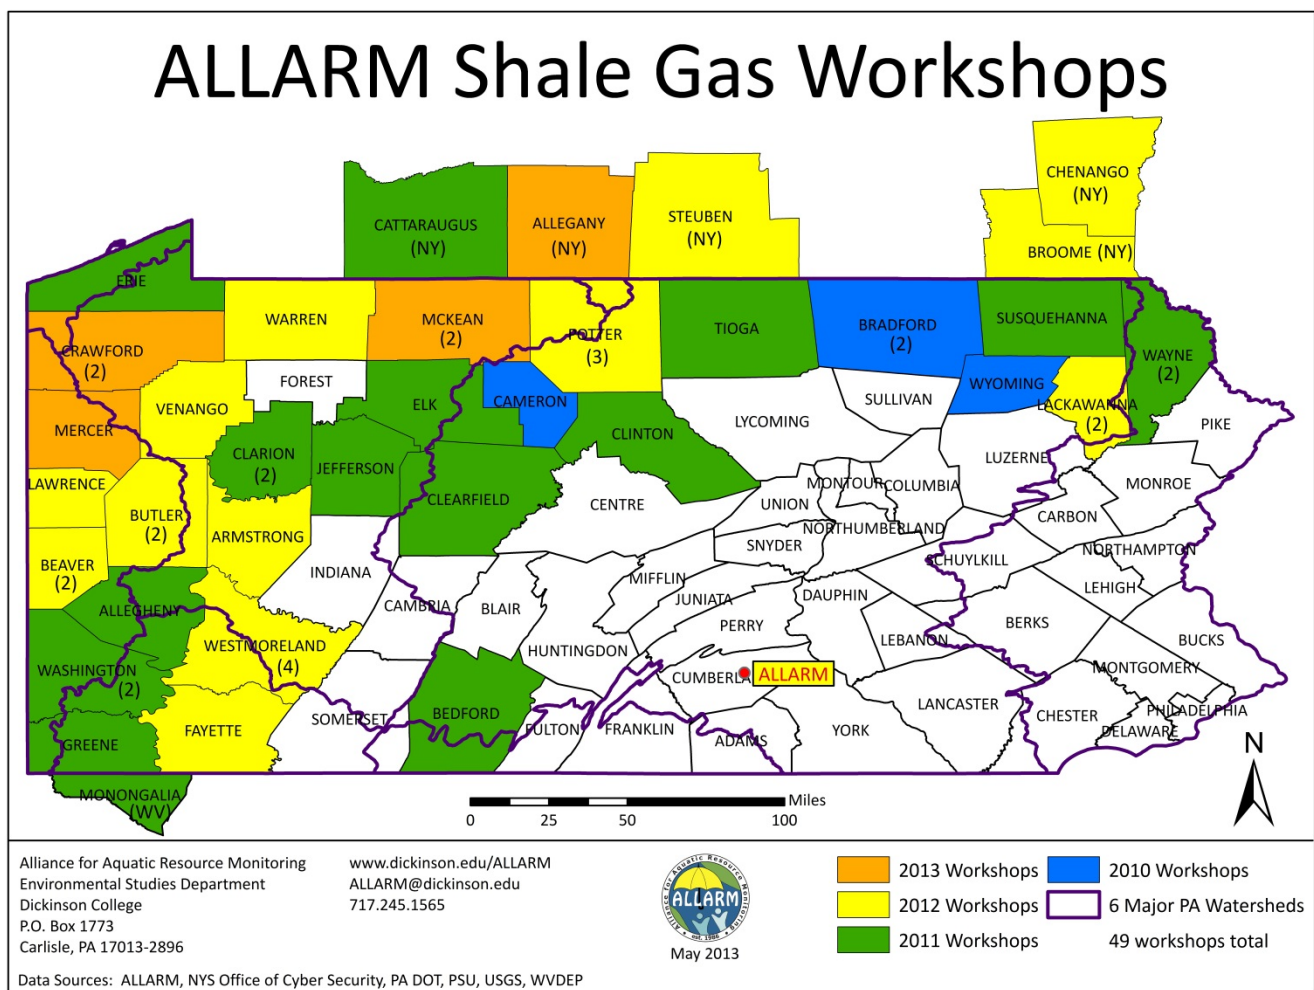 ALLARM Shale Gas Workshops
CHENANGO
(NY)
CATTARAUGUS
(NY)
ALLEGANY
(NY)
STEUBEN
(NY)
BROOME (NY)
ERIE
WARREN
MCKEAN
(2)
POTTER
(3)
TIOGA
BRADFORD
(2)
SUSQUEHANNA
WAYNE
(2)
CRAWFORD
(2)
FOREST
VENANGO
ELK
CAMERON
WYOMING
LACKAWANNA
(2)
SULLIVAN
PIKE
MERCER
CLARION
(2)
JEFFERSON
CLINTON
LYCOMING
LUZERNE
MONROE
LAWRENCE
BUTLER
(2)
ARMSTRONG
CLEARFIELD
CENTRE
UNION
MONTOUR
COLUMBIA
CARBON
BEAVER
(2)
INDIANA
SNYDER
NORTHUMBERLAND
SCHUYLKILL
NORTHAMPTON
ALLEGHENY
CAMBRIA
BLAIR
MIFFLIN
JUNIATA
DAUPHIN
LEHIGH
WESTMORELAND
(4)
HUNTINGDON
PERRY
LEBANON
BERKS
BUCKS
WASHINGTON
(2)
CUMBERLA
ALLARM
MONTGOMERY
GREENE
FAYETTE
SOMERSET
BEDFORD
FULTON
FRANKLIN
ADAMS
YORK
LANCASTER
CHESTER
PHILADELPHIA
DELAWARE
MONONGALIA
(WV)
N
Miles
0 25 50 100
Alliance for Aquatic Resource Monitoring
Environmental Studies Department
Dickinson College
P.O. Box 1773
Carlisle, PA 17013-2896
www.dickinson.edu/ALLARM
ALLARM@dickinson.edu
717.245.1565
Alliance for Aquatic Resource Monitoring
ALLARM
est. 1986
May 2013
2013 Workshops
2012 Workshops
2011 Workshops
2010 Workshops
6 Major PA Watersheds
49 workshops total
Data Sources: ALLARM, NYS Office of Cyber Security, PA DOT, PSU, USGS, WVDEP